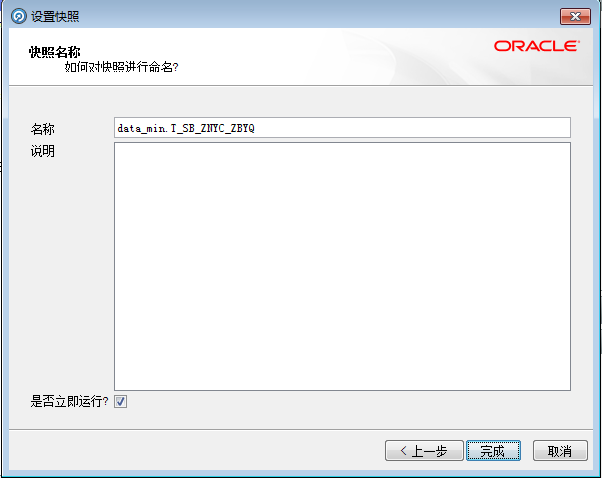 设置快照
快照名称
如何对快照进行命名?
ORACLE
名称
data_min.T_SB_ZNYC_ZBYQ
说明
是否立即运行?
< 上一步
完成
取消